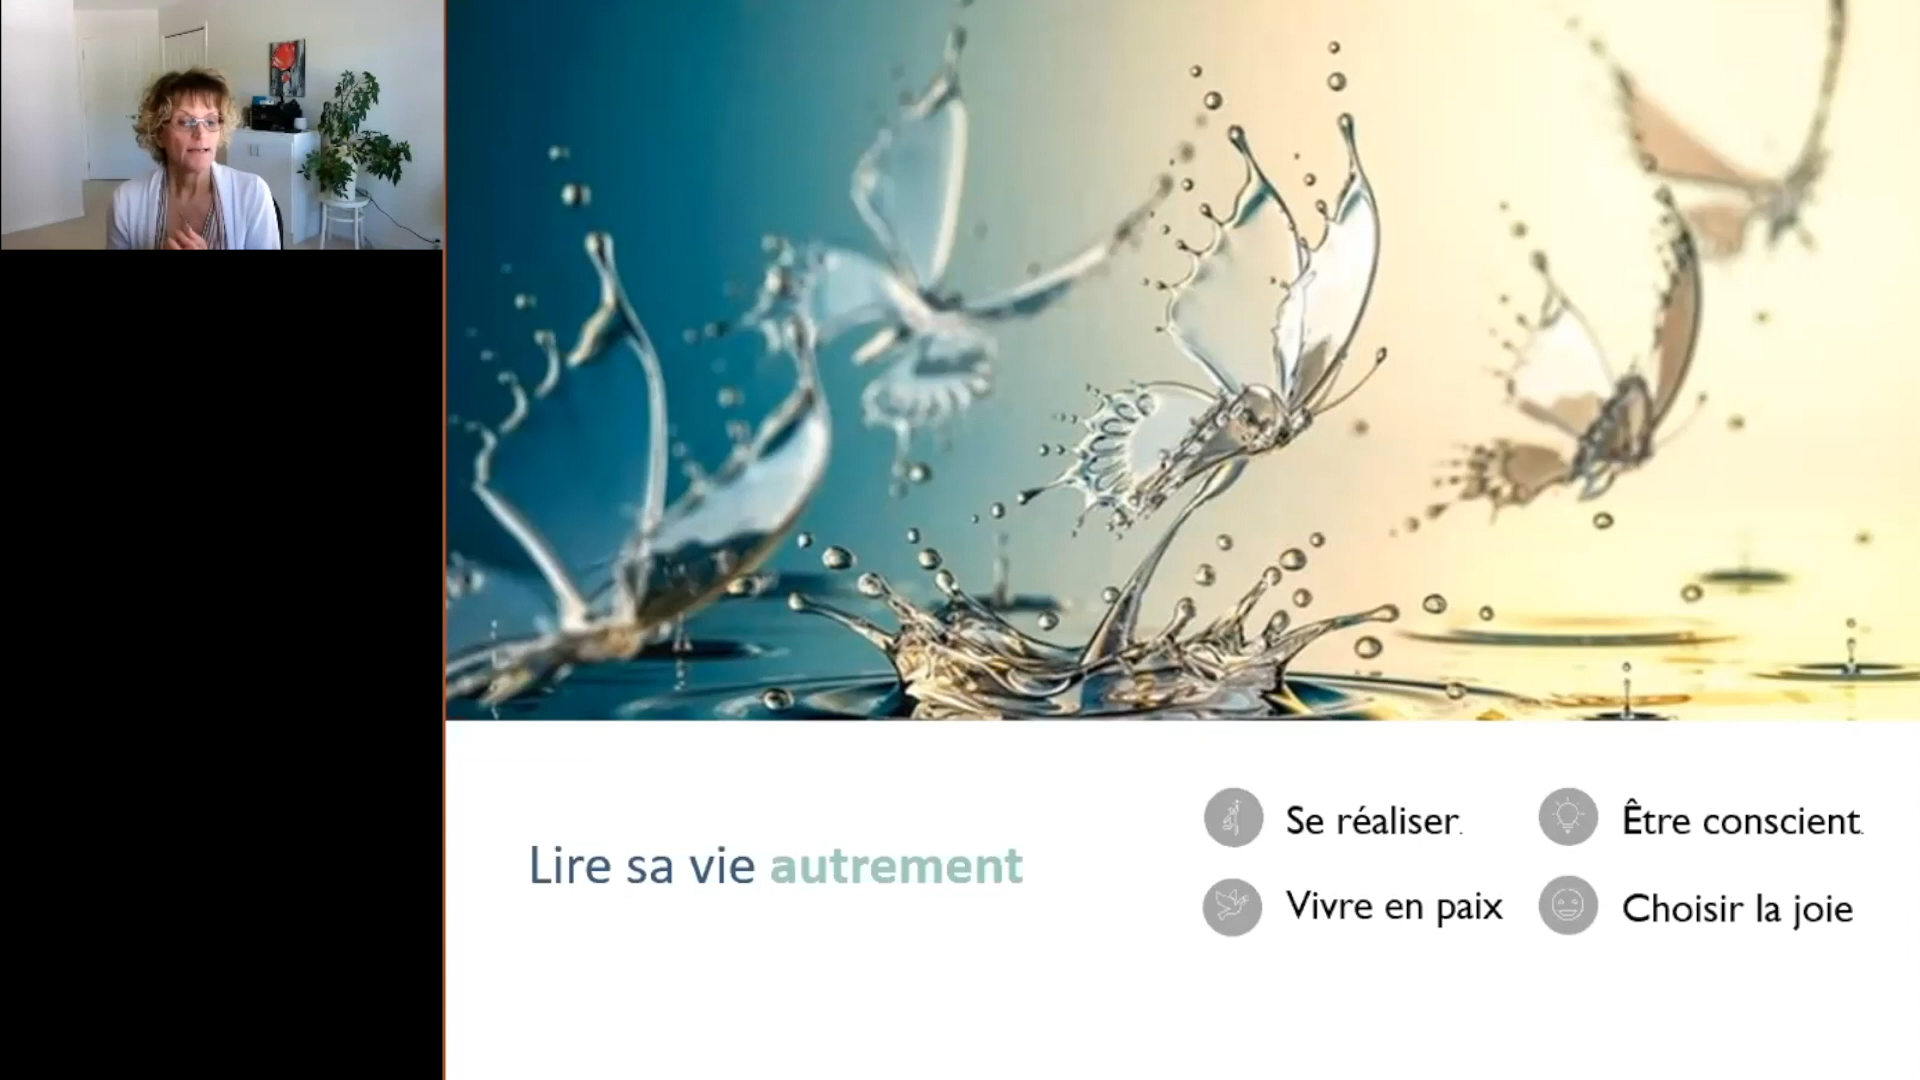 Lire sa vie autrement
Se réaliser.
Être conscient.
Vivre en paix
Choisir la joie